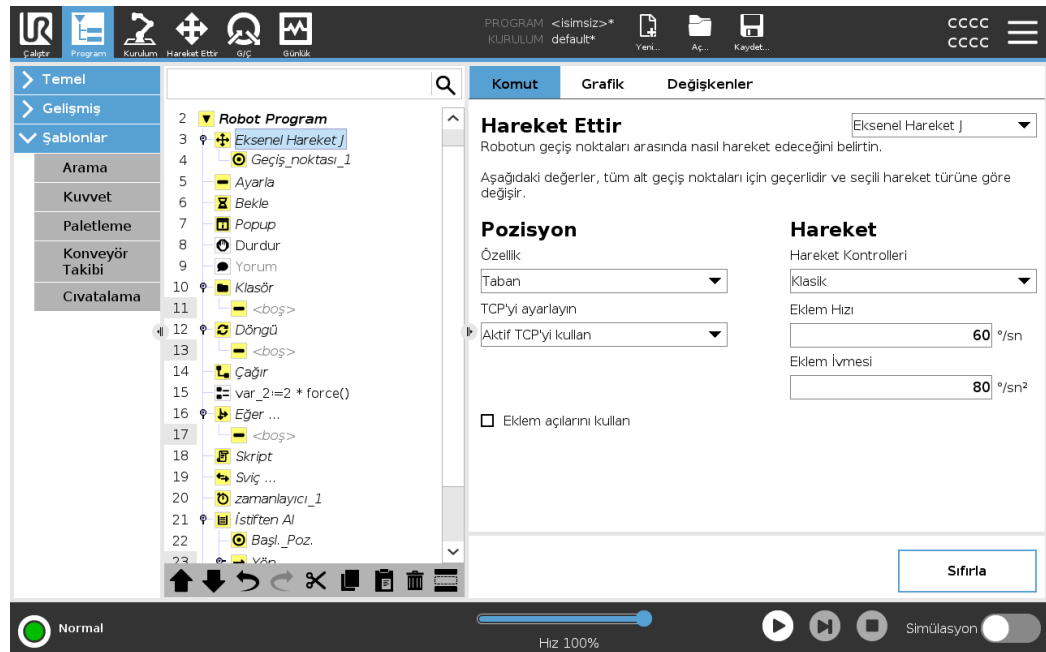 PROGRAM <isimsiz>*
KURULUM default*
Çalıştır
Program
Kurulum
Hareket Ettir
G/Ç
Günlük
Yeni...
Aç...
Kaydet...
CCCC
CCCC
Temel
Gelişmiş
Şablonlar
Arama
Kuvvet
Paletleme
Konveyör
Takibi
Cıvatalama
2 Robot Program
3 Eksenel Hareket J
4 Geçiş_noktası_1
5 Ayarla
6 Bekle
7 Popup
8 Durdur
9 Yorum
10 Klasör
11 <boş>
12 Döngü
13 <boş>
14 Çağır
15 var_2:=2 * force()
16 Eğer ...
17 <boş>
18 Skript
19 Sviç ...
20 zamanlayıcı_1
21 İstiften Al
22 Başl._Poz.
23 Yön
Komut
Grafik
Değişkenler
Hareket Ettir
Eksenel Hareket J
Robotun geçiş noktaları arasında nasıl hareket edeceğini belirtin.
Aşağıdaki değerler, tüm alt geçiş noktaları için geçerlidir ve seçili hareket türüne göre
değişir.
Pozisyon
Özellik
Taban
TCP'yi ayarlayın
Aktif TCP'yi kullan
Eklem açılarını kullan
Hareket
Hareket Kontrolleri
Klasik
Eklem Hızı
60 °/sn
Eklem İvmesi
80 °/sn²
Sıfırla
Normal
Hız 100%
Simülasyon